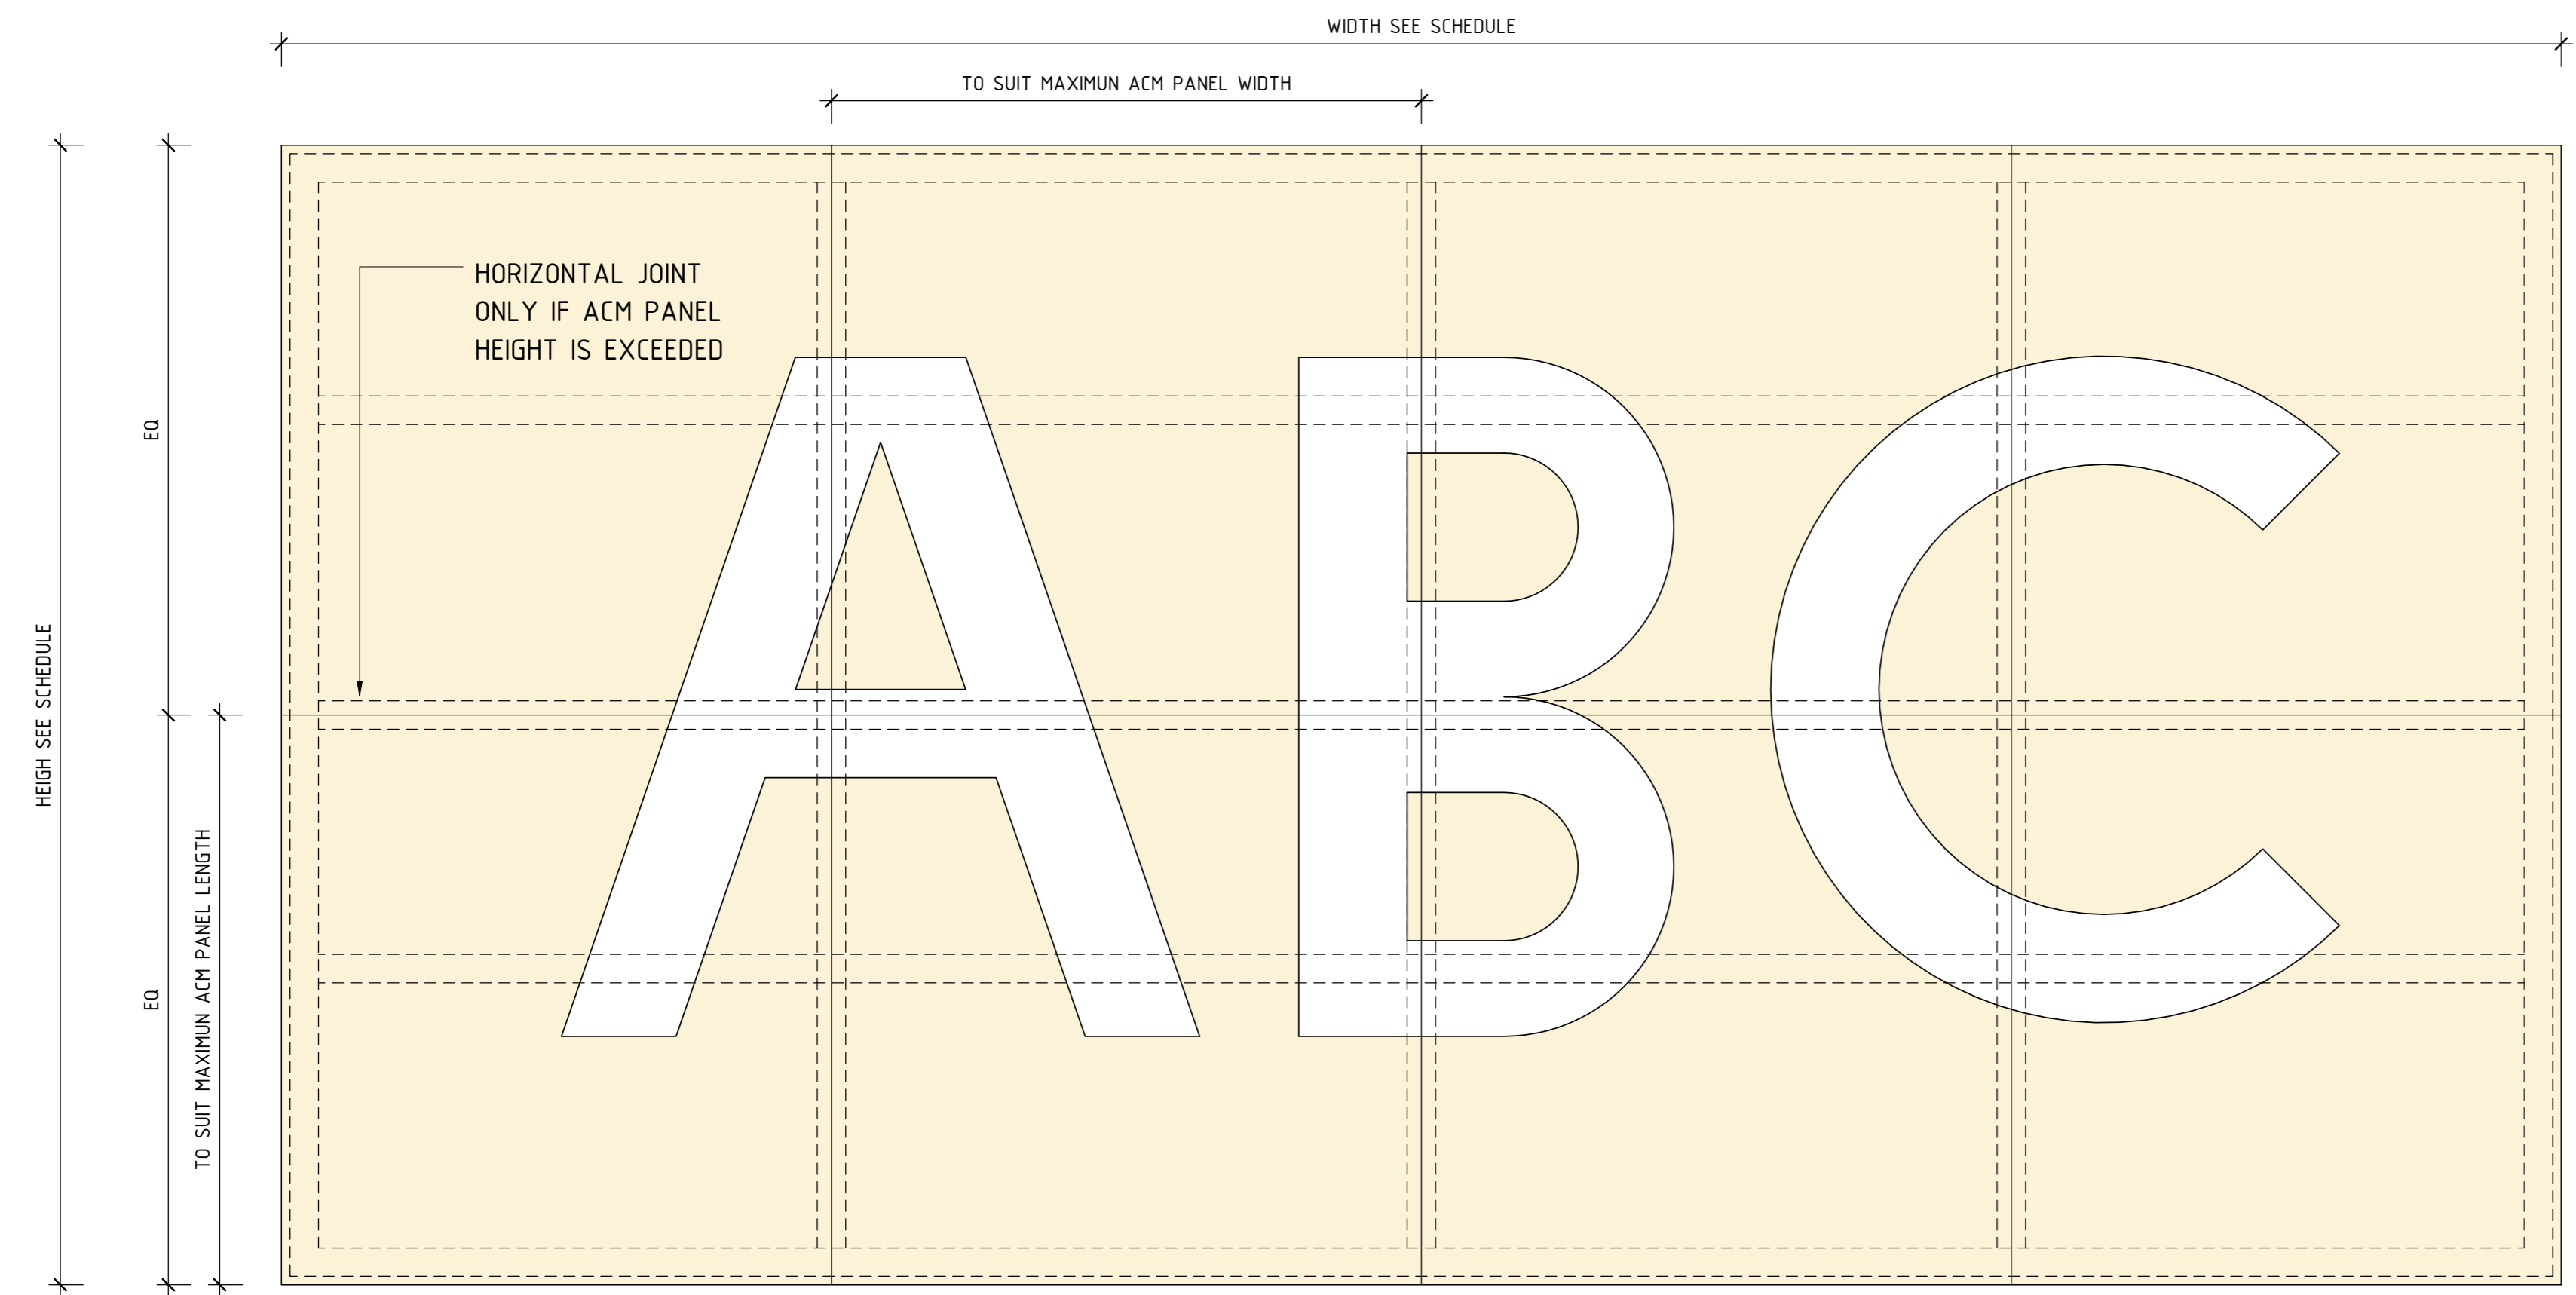 WIDTH SEE SCHEDULE
TO SUIT MAXIMUN ACM PANEL WIDTH
HORIZONTAL JOINT
ONLY IF ACM PANEL
HEIGHT IS EXCEEDED
ABC
EQ
HEIGH SEE SCHEDULE
EQ
TO SUIT MAXIMUN ACM PANEL LENGTH